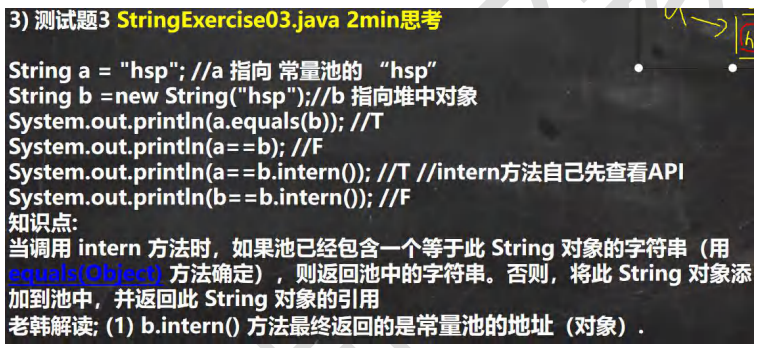 3) 测试题3 StringExercise03.java 2min思考
String a = "hsp"; //a 指向 常量池的 “hsp”
String b =new String("hsp");//b 指向堆中对象
System.out.println(a.equals(b)); //T
System.out.println(a==b); //F
System.out.println(a==b.intern()); //T //intern方法自己先查看API
System.out.println(b==b.intern()); //F
知识点:
当调用 intern 方法时，如果池已经包含一个等于此 String 对象的字符串（用
equals(Object) 方法确定），则返回池中的字符串。否则，将此 String 对象添
加到池中，并返回此 String 对象的引用
老韩解读; (1) b.intern() 方法最终返回的是常量池的地址（对象）.